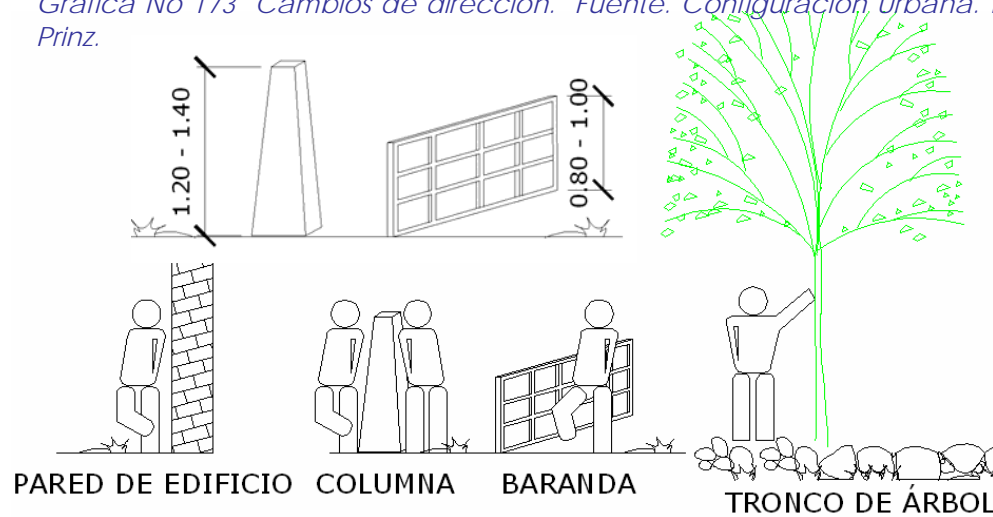 Gráfica No 173 Cambios de dirección. Fuente. Configuración Urbana.
Prinz.
1.20 - 1.40
0.80 - 1.00
PARED DE EDIFICIO COLUMNA BARANDA
TRONCO DE ÁRBOL